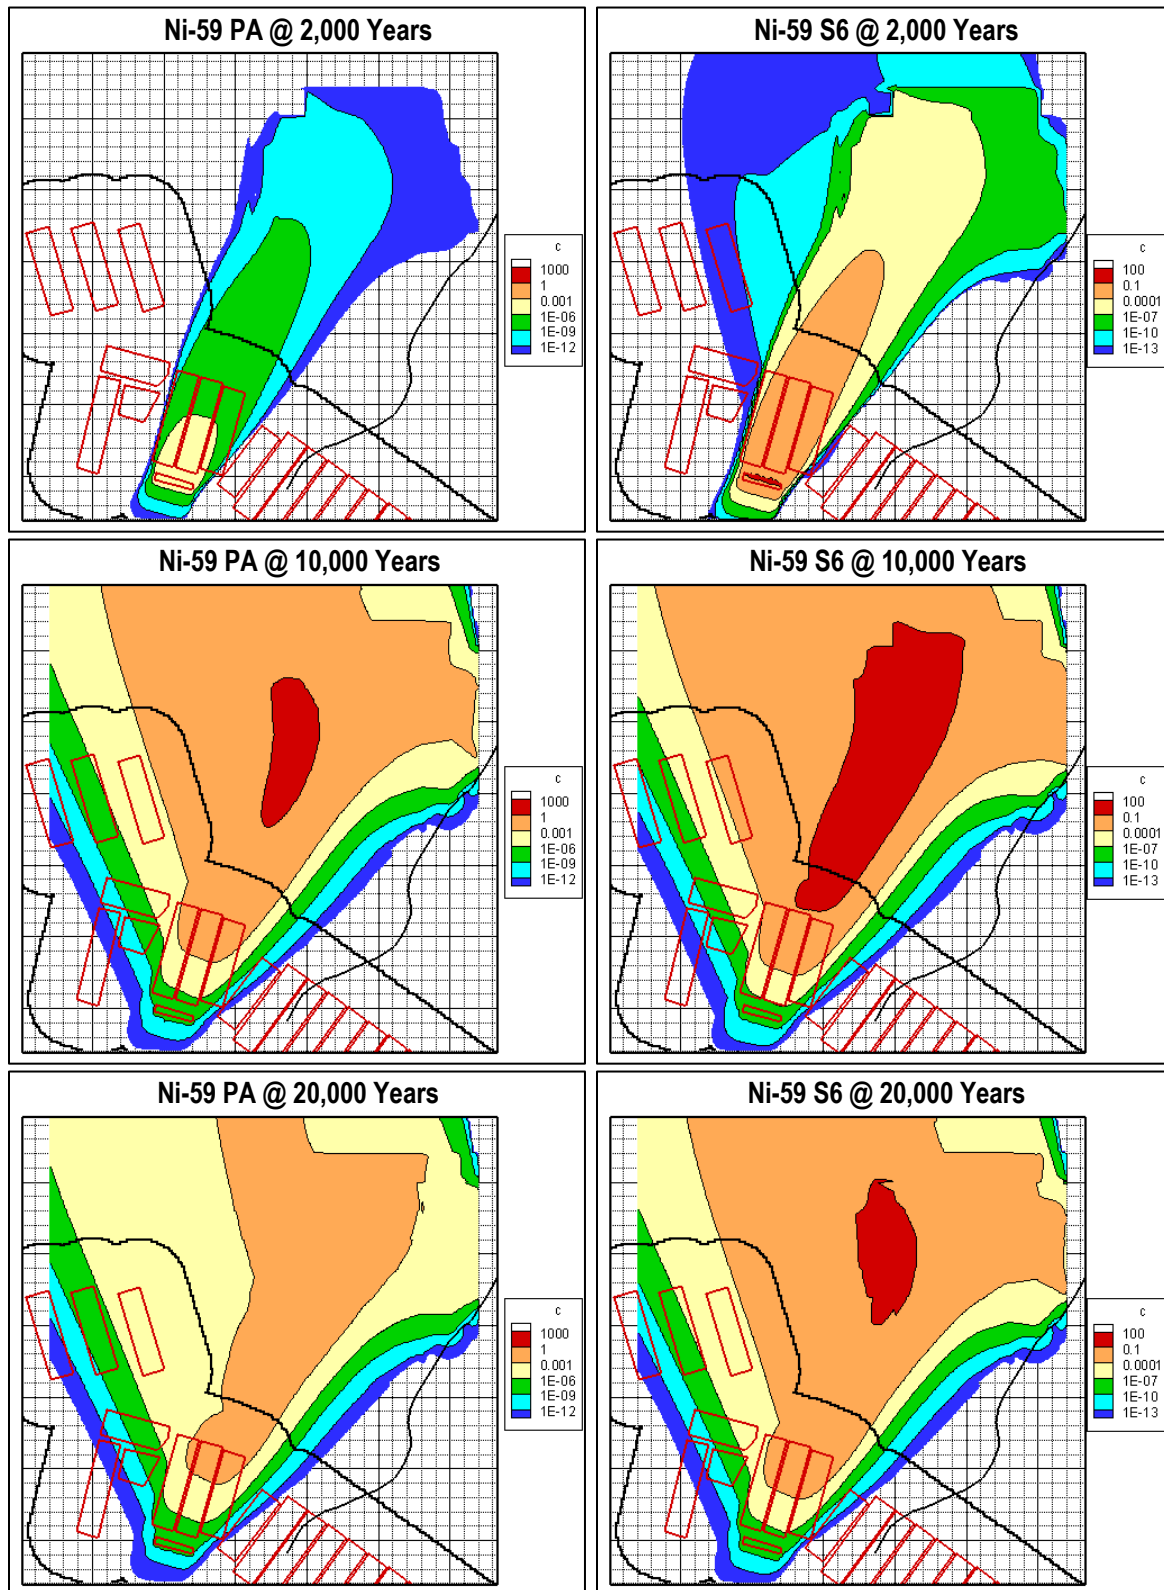 Ni-59 PA @ 2,000 Years
c
1000
1
0.001
1E-06
1E-09
1E-12
Ni-59 S6 @ 2,000 Years
c
100
0.1
0.0001
1E-07
1E-10
1E-13
Ni-59 PA @ 10,000 Years
c
1000
1
0.001
1E-06
1E-09
1E-12
Ni-59 S6 @ 10,000 Years
c
100
0.1
0.0001
1E-07
1E-10
1E-13
Ni-59 PA @ 20,000 Years
c
1000
1
0.001
1E-06
1E-09
1E-12
Ni-59 S6 @ 20,000 Years
c
100
0.1
0.0001
1E-07
1E-10
1E-13